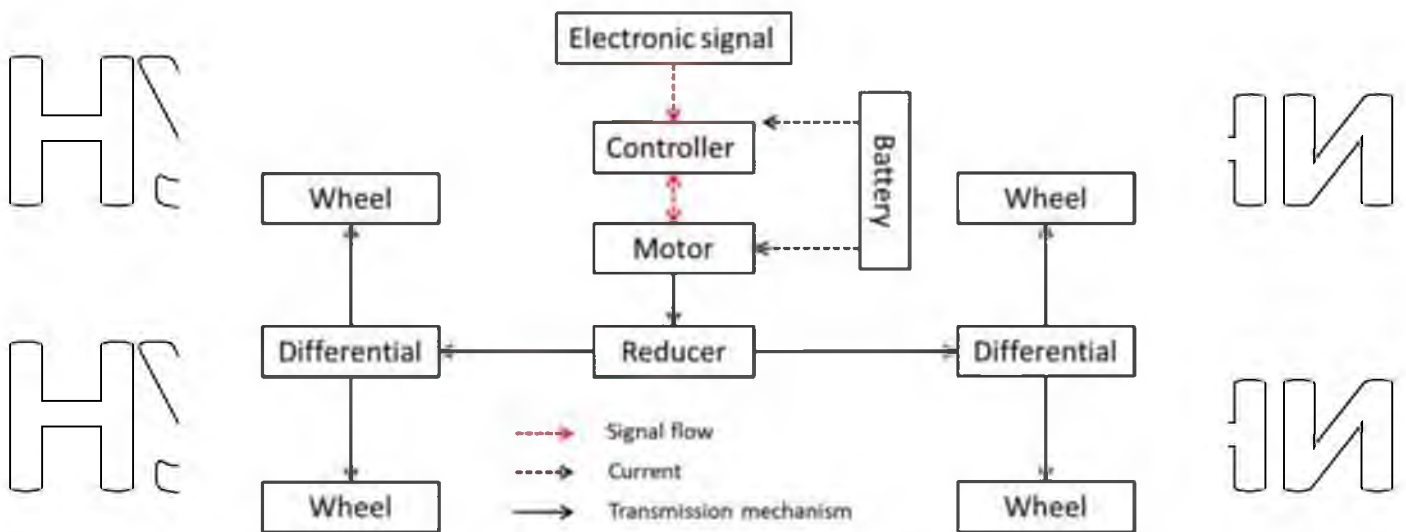 Electronic signal
Controller
Battery
Wheel
Wheel
Motor
Differential
Reducer
Differential
Signal flow
Current
Wheel
Wheel
Transmission mechanism